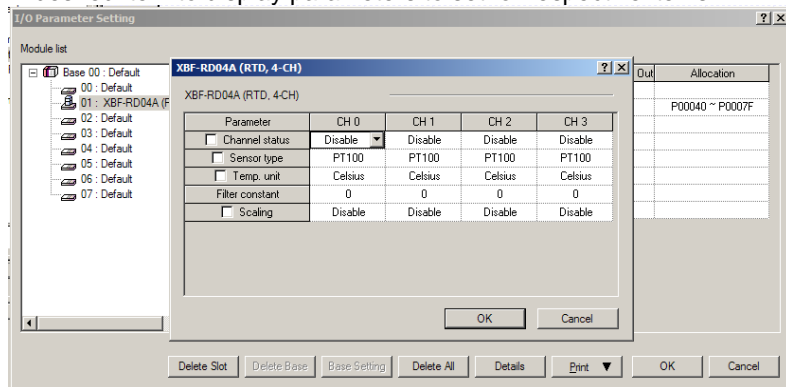 I/O Parameter Setting
Module list
Base 00 : Default
00 : Default
01 : XBF-RD04A (F
02 : Default
03 : Default
04 : Default
05 : Default
06 : Default
07 : Default
XBF-RD04A (RTD, 4-CH)
XBF-RD04A (RTD, 4-CH)
Parameter CH 0 CH 1 CH 2 CH 3
Channel status Disable Disable Disable Disable
Sensor type PT100 PT100 PT100 PT100
Temp. unit Celsius Celsius Celsius Celsius
Filter constant 0 0 0 0
Scaling Disable Disable Disable Disable
OK Cancel
Out Allocation
P00040 ~ P0007F
Delete Slot Delete Base Base Setting Delete All Details Print ▼ OK Cancel